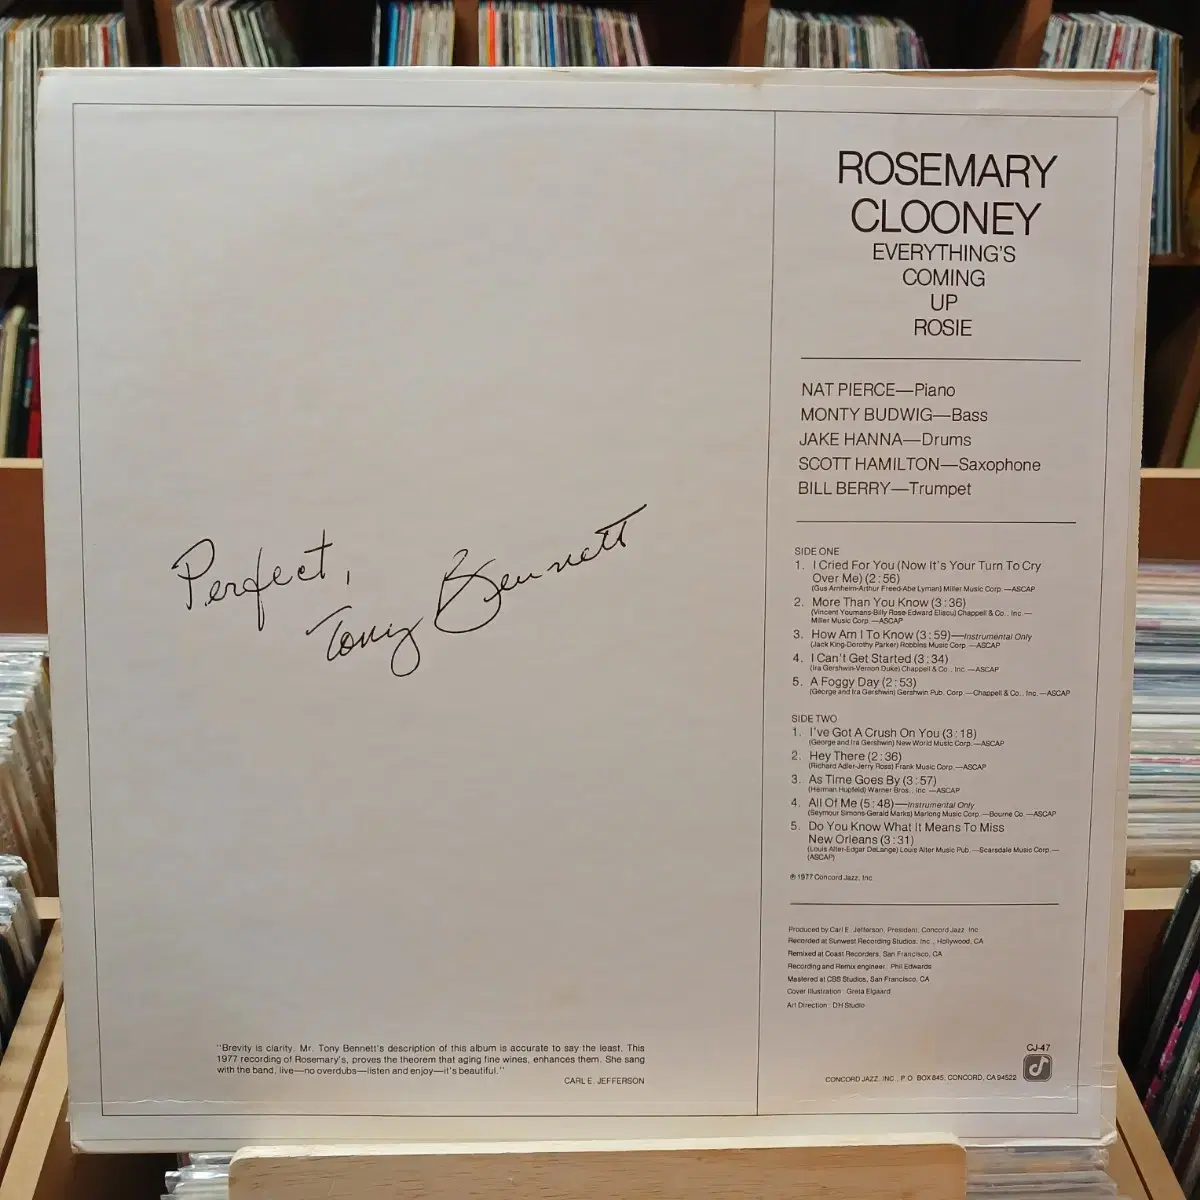 ROSEMARY
CLOONEY
EVERYTHING'S
COMING
UP
ROSIE
NAT PIERCE—Piano
MONTY BUDWIG—Bass
JAKE HANNA—Drums
SCOTT HAMILTON—Saxophone
BILL BERRY—Trumpet
SIDE ONE
1. I Cried For You (Now It's Your Turn To Cry
Over Me) (2:56)
(Gus Arnheim-Arthur Freed-Abe Lyman) Miller Music Corp.—ASCAP
2. More Than You Know (3:36)
(Vincent Youmans-Billy Rose-Edward Eliscu) Chappell & Co., Inc.—
Miller Music Corp.—ASCAP
3. How Am I To Know (3:59)—Instrumental Only
(Jack King-Dorothy Parker) Robbins Music Corp.—ASCAP
4. I Can't Get Started (3:34)
(Ira Gershwin-Vernon Duke) Chappell & Co., Inc.—ASCAP
5. A Foggy Day (2:53)
(George and Ira Gershwin) Gershwin Pub. Corp.—Chappell & Co., Inc.—ASCAP
SIDE TWO
1. I've Got A Crush On You (3:18)
(George and Ira Gershwin) New World Music Corp.—ASCAP
2. Hey There (2:36)
(Richard Adler-Jerry Ross) Frank Music Corp.—ASCAP
3. As Time Goes By (3:57)
(Herman Hupfeld) Warner Bros., Inc.—ASCAP
4. All Of Me (5:48)—Instrumental Only
(Seymour Simons-Gerald Marks) Marlong Music Corp.—Bourne Co.—ASCAP
5. Do You Know What It Means To Miss
New Orleans (3:31)
(Louis Alter-Edgar DeLange) Louis Alter Music Pub.—Scarsdale Music Corp.—
(ASCAP)
℗ 1977 Concord Jazz, Inc.
Produced by Carl E. Jefferson, President, Concord Jazz, Inc.
Recorded at Sunwest Recording Studios, Inc., Hollywood, CA
Remixed at Coast Recorders, San Francisco, CA
Recording and Remix engineer: Phil Edwards
Mastered at CBS Studios, San Francisco, CA
Cover Illustration: Greta Elgaard
Art Direction: DH Studio
CJ-47
CONCORD JAZZ, INC., P.O. BOX 845, CONCORD, CA 94522
Perfect,
Tony Bennett
"Brevity is clarity. Mr. Tony Bennett's description of this album is accurate to say the least. This
1977 recording of Rosemary's, proves the theorem that aging fine wines, enhances them. She sang
with the band, live—no overdubs—listen and enjoy—it's beautiful."
CARL E. JEFFERSON